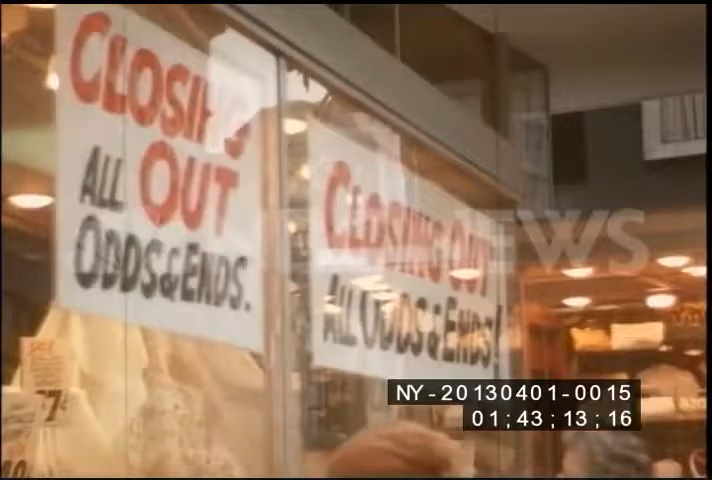 CLOSING
OUT
ALL
ODDS & ENDS.
CLOSING OUT
ALL ODDS & ENDS!
NEWS
NY-20130401-0015
01;43;13;16